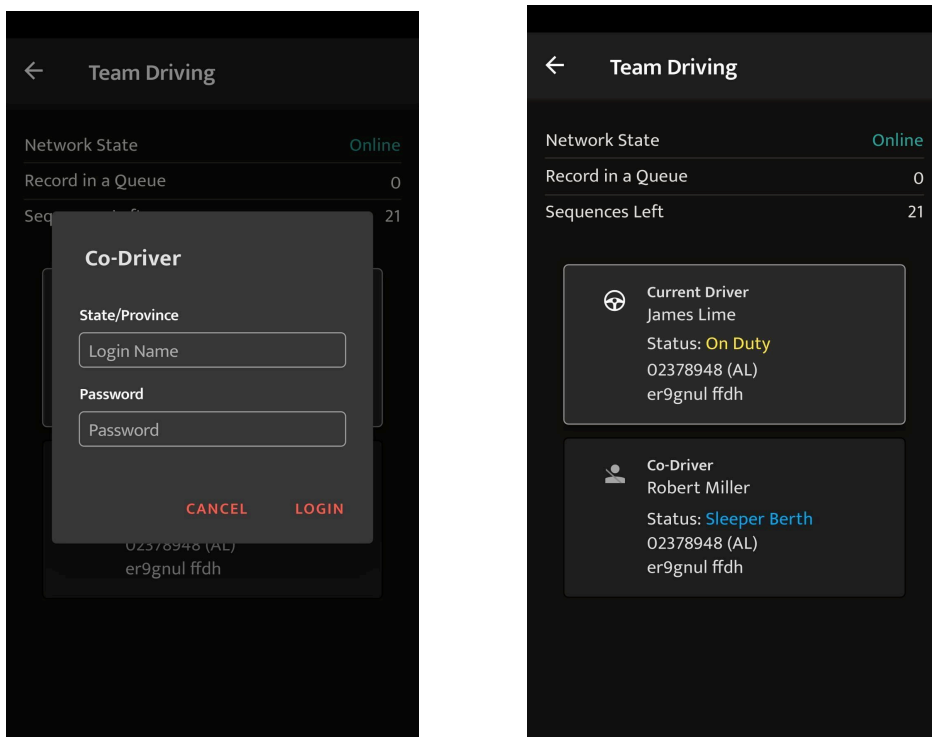 Team Driving
Network State Online
Record in a Queue 0
Seq 21
Co-Driver
State/Province
Login Name
Password
Password
CANCEL LOGIN
02378948 (AL)
er9gnul ffdh
Team Driving
Network State Online
Record in a Queue 0
Sequences Left 21
Current Driver
James Lime
Status: On Duty
02378948 (AL)
er9gnul ffdh
Co-Driver
Robert Miller
Status: Sleeper Berth
02378948 (AL)
er9gnul ffdh